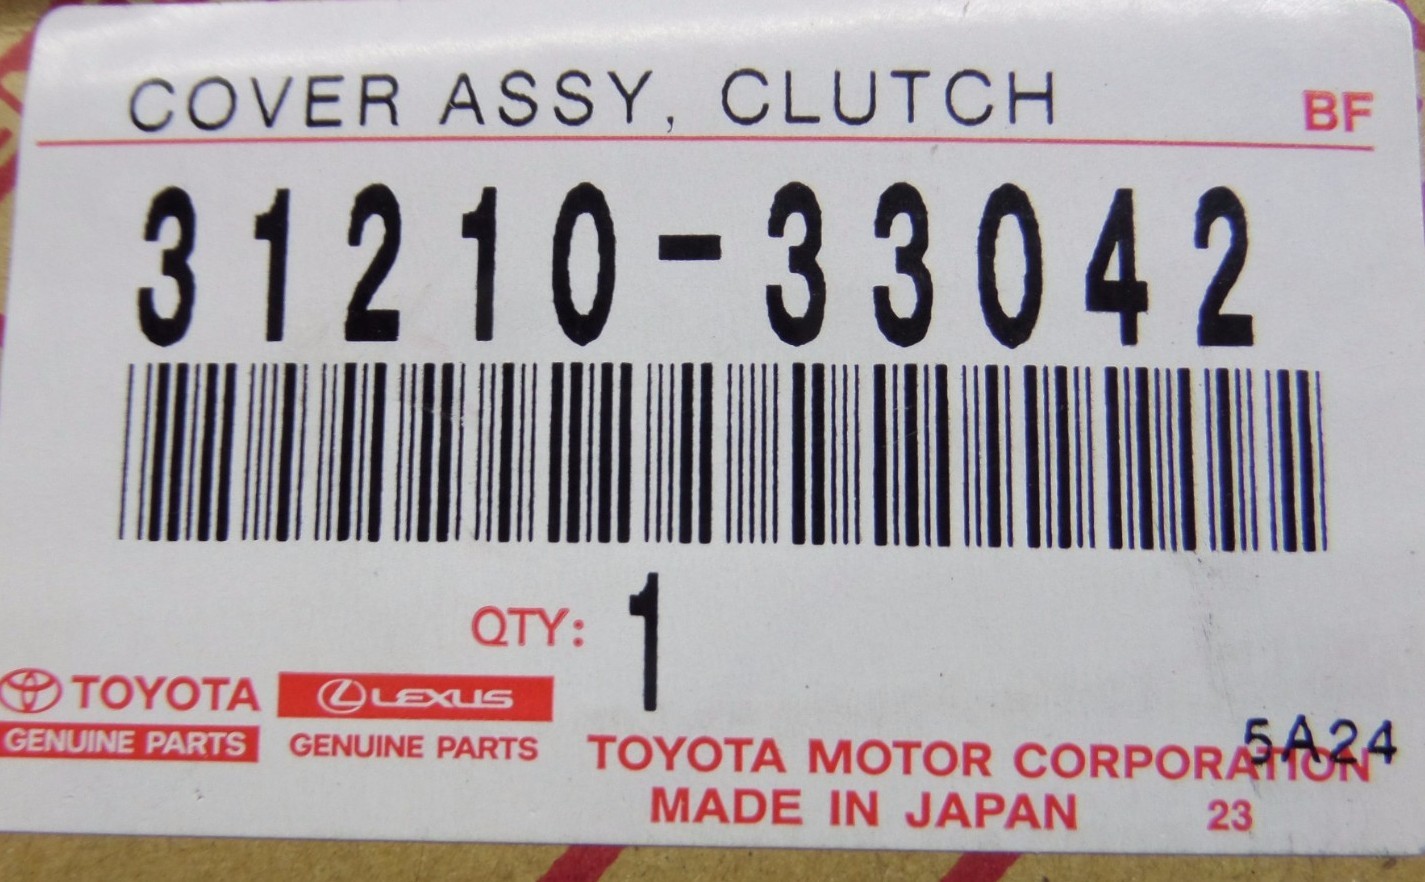 COVER ASSY, CLUTCH BF
31210-33042
QTY: 1
TOYOTA LEXUS
GENUINE PARTS GENUINE PARTS
5A24
TOYOTA MOTOR CORPORATION
MADE IN JAPAN 23